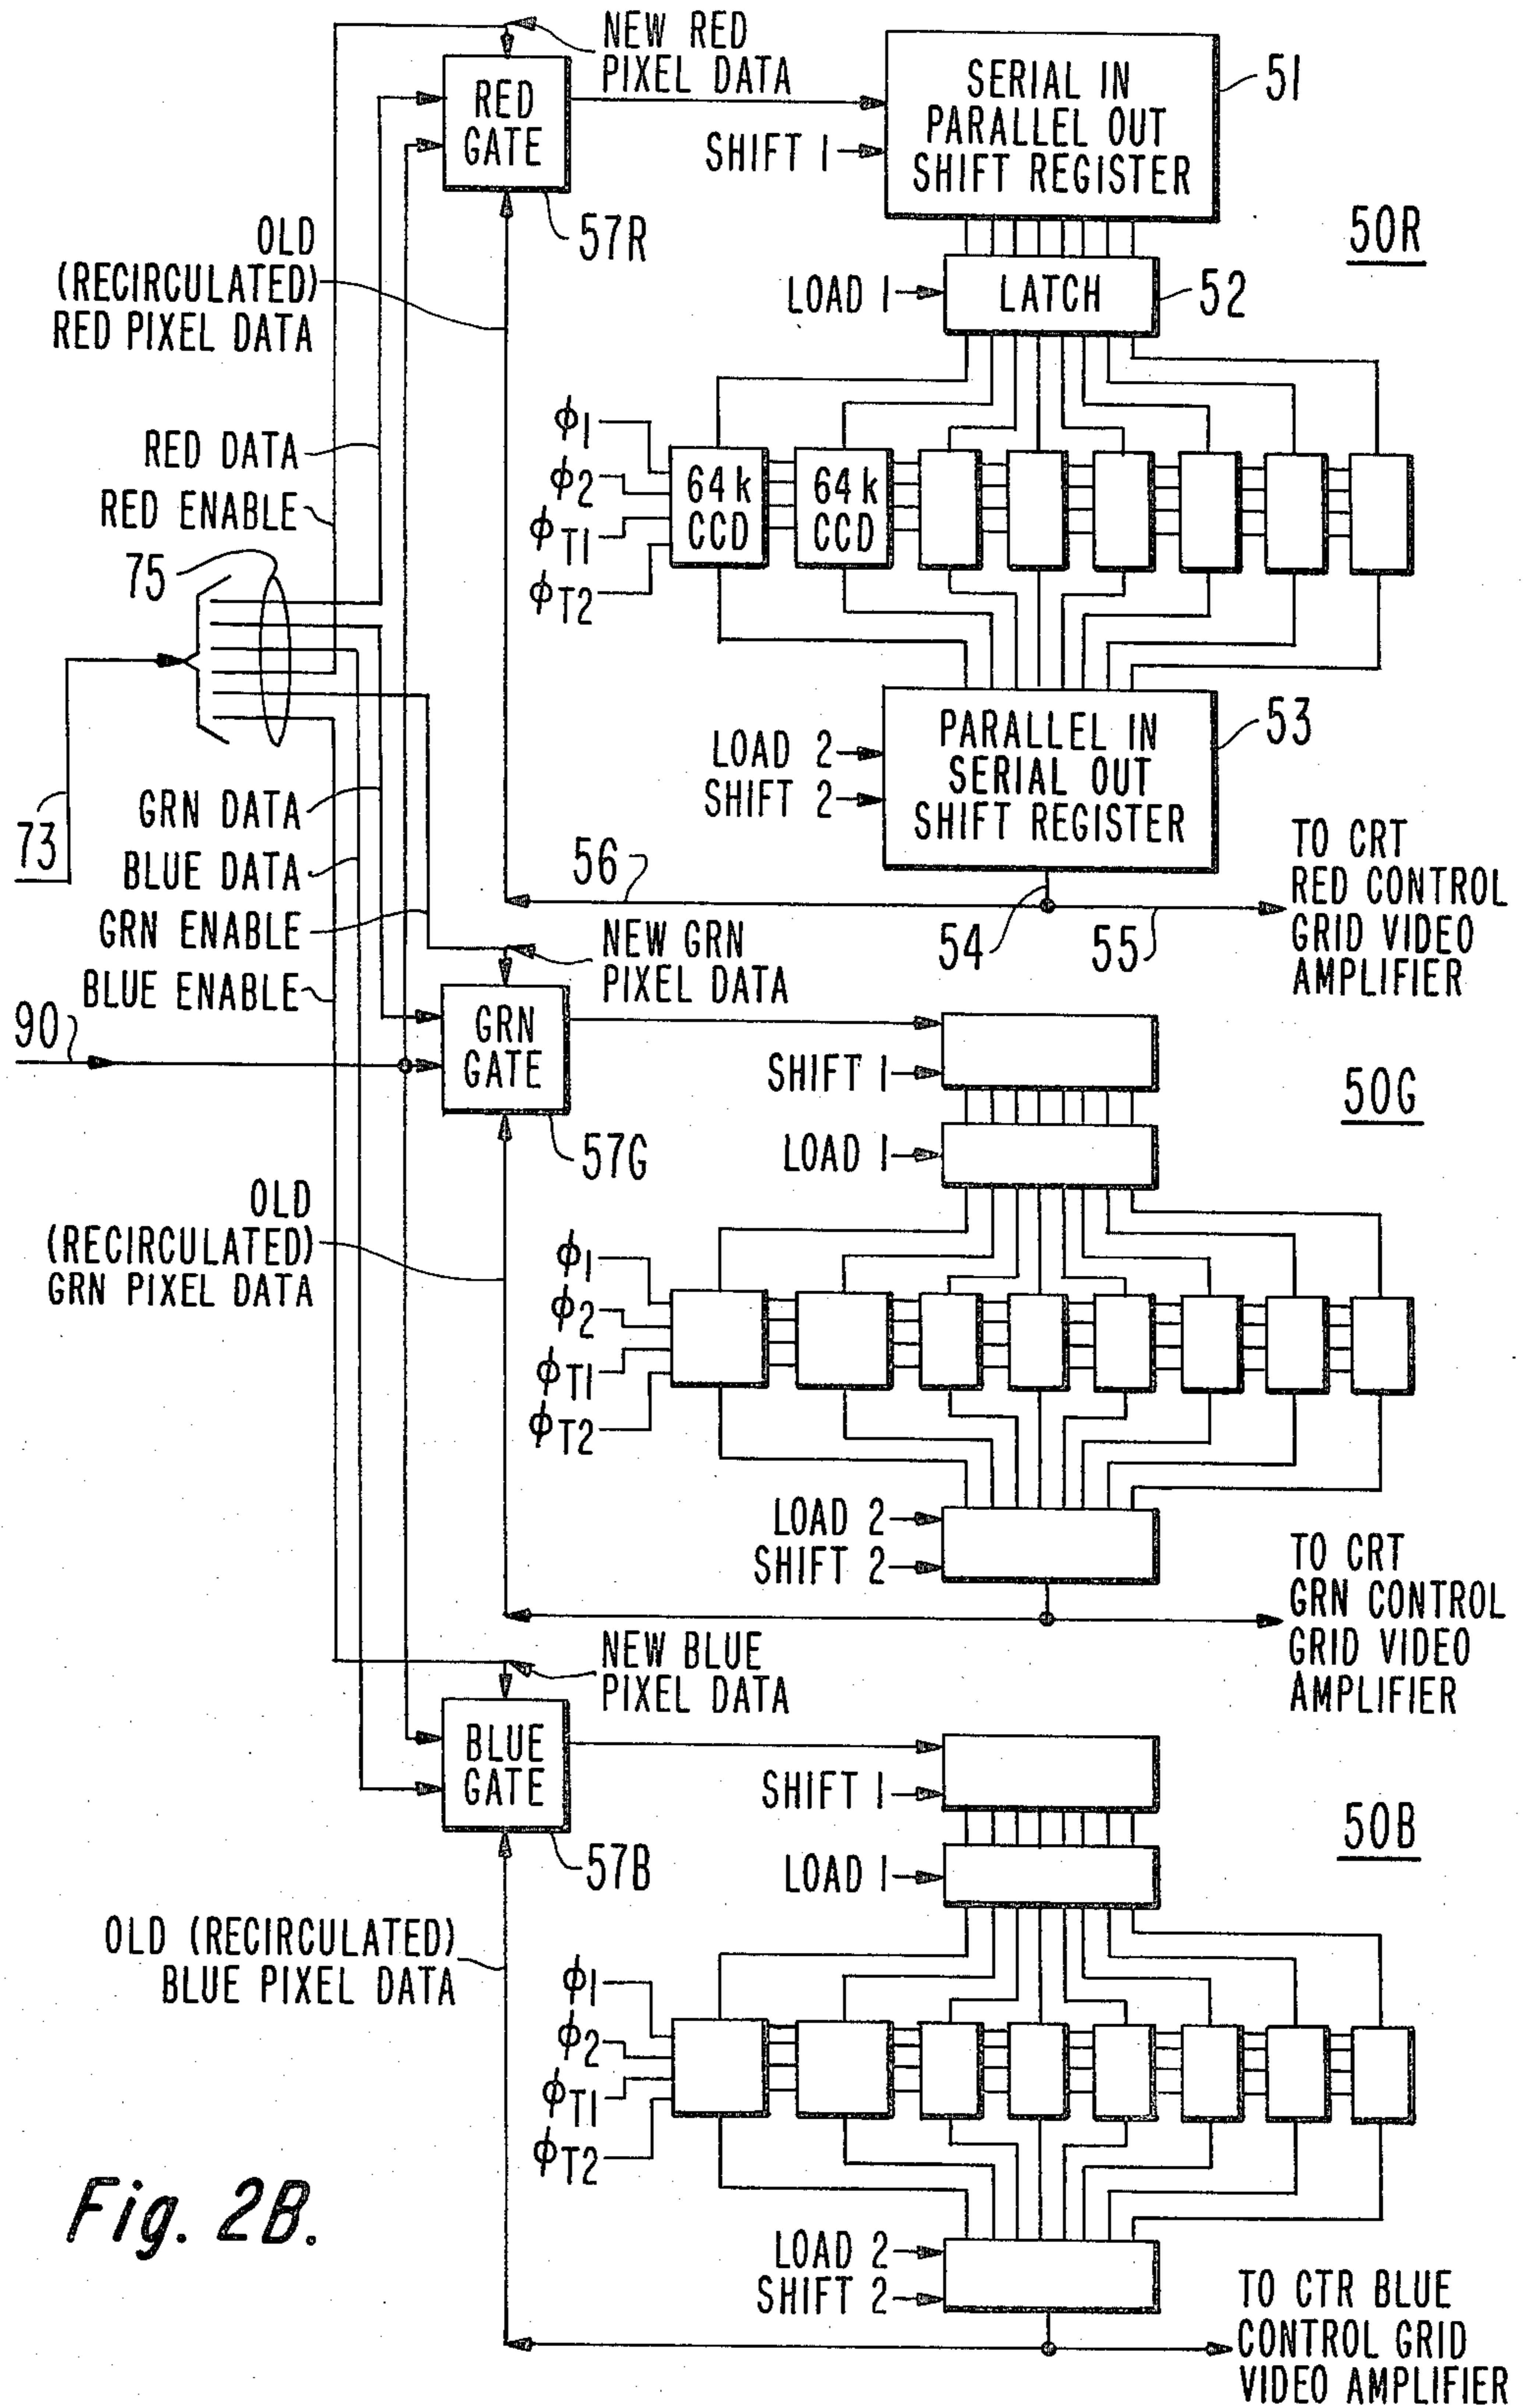 NEW RED
PIXEL DATA
RED
GATE
57R
SERIAL IN
PARALLEL OUT
SHIFT REGISTER
51
SHIFT 1
50R
OLD
(RECIRCULATED)
RED PIXEL DATA
LOAD 1
LATCH
52
RED DATA
RED ENABLE
75
ϕ1
ϕ2
ϕT1
ϕT2
64k
CCD
64k
CCD
73
GRN DATA
BLUE DATA
GRN ENABLE
BLUE ENABLE
90
LOAD 2
SHIFT 2
PARALLEL IN
SERIAL OUT
SHIFT REGISTER
53
56
54
55
TO CRT
RED CONTROL
GRID VIDEO
AMPLIFIER
NEW GRN
PIXEL DATA
GRN
GATE
57G
SHIFT 1
LOAD 1
50G
OLD
(RECIRCULATED)
GRN PIXEL DATA
ϕ1
ϕ2
ϕT1
ϕT2
LOAD 2
SHIFT 2
TO CRT
GRN CONTROL
GRID VIDEO
AMPLIFIER
NEW BLUE
PIXEL DATA
BLUE
GATE
57B
SHIFT 1
LOAD 1
50B
OLD (RECIRCULATED)
BLUE PIXEL DATA
ϕ1
ϕ2
ϕT1
ϕT2
LOAD 2
SHIFT 2
TO CTR BLUE
CONTROL GRID
VIDEO AMPLIFIER
Fig. 2B.